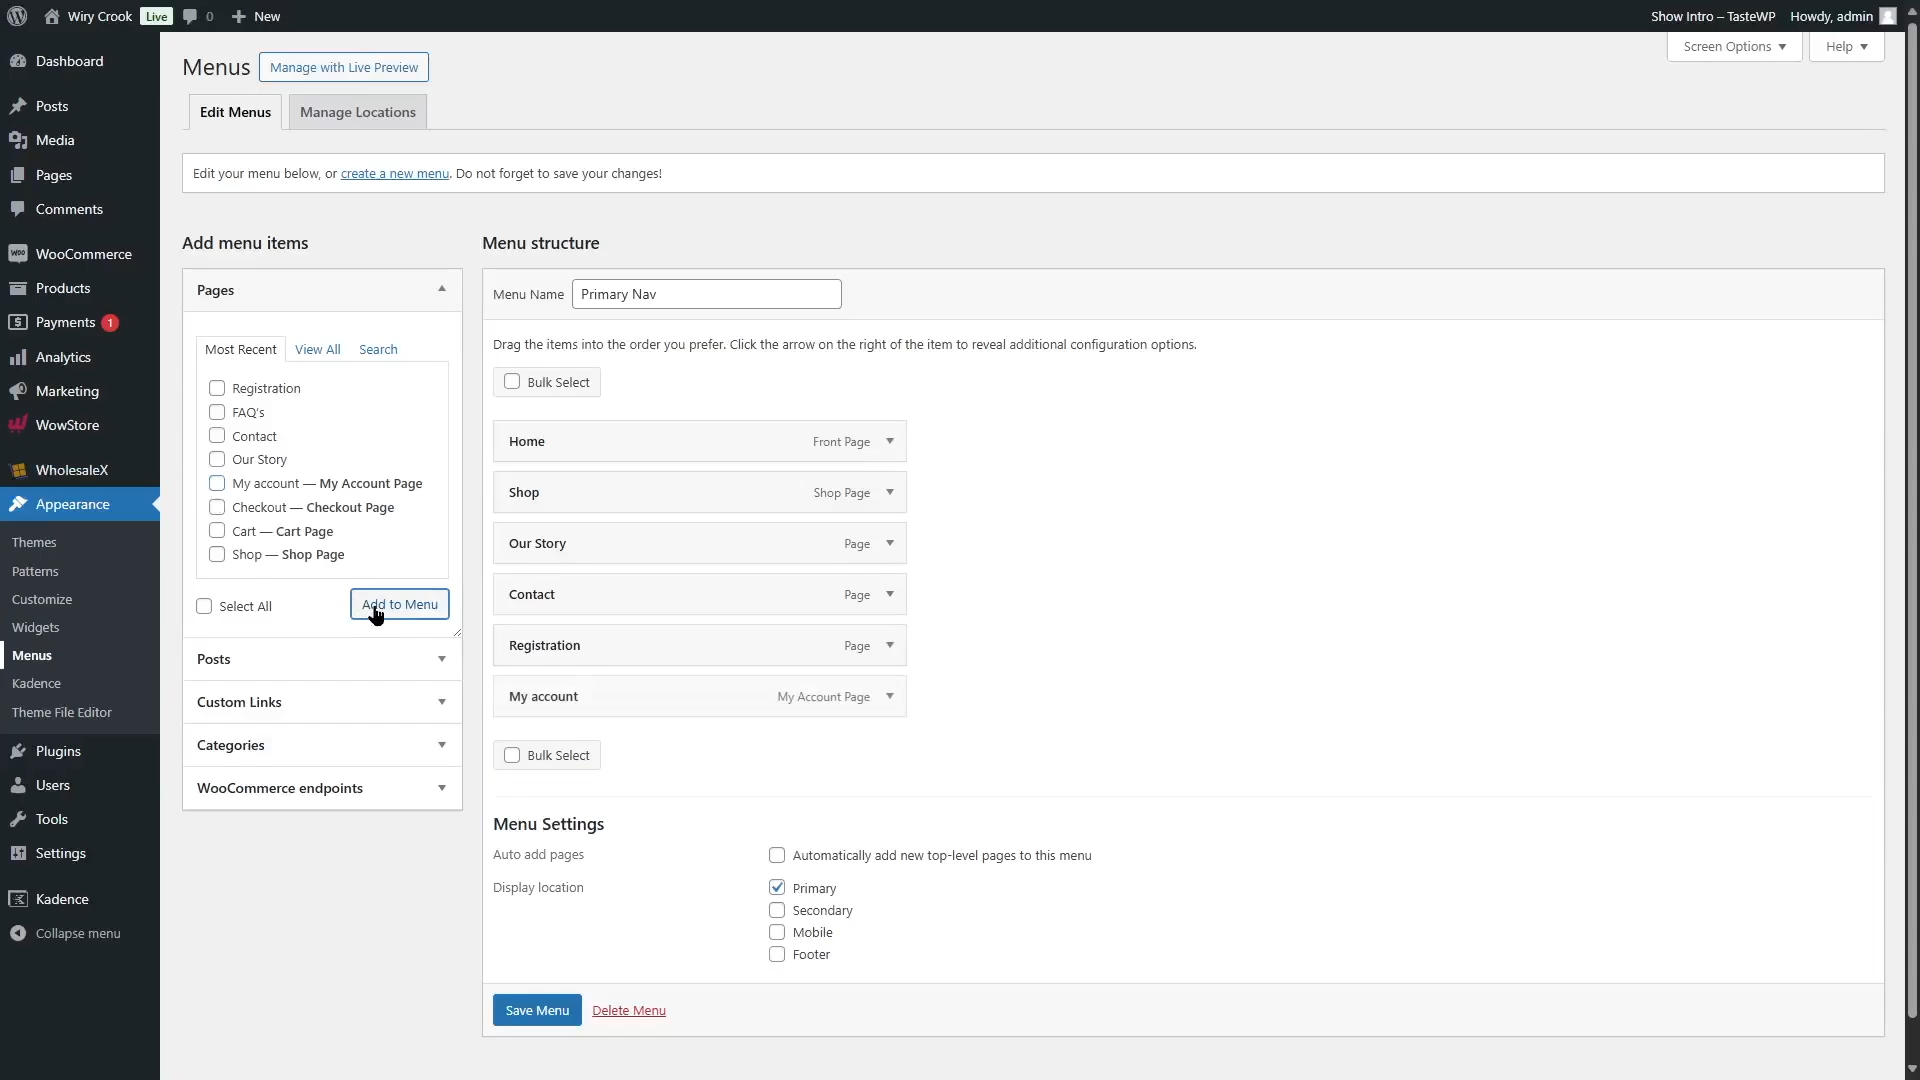 Wiry Crook Live 0 New Show Intro – TasteWP Howdy, admin
Screen Options Help
Dashboard
Posts
Media
Pages
Comments
WooCommerce
Products
Payments 1
Analytics
Marketing
WowStore
WholesaleX
Appearance
Themes
Patterns
Customize
Widgets
Menus
Kadence
Theme File Editor
Plugins
Users
Tools
Settings
Kadence
Collapse menu
Menus Manage with Live Preview
Edit Menus Manage Locations
Edit your menu below, or create a new menu. Do not forget to save your changes!
Add menu items
Pages
Most Recent View All Search
Registration
FAQ's
Contact
Our Story
My account — My Account Page
Checkout — Checkout Page
Cart — Cart Page
Shop — Shop Page
Select All Add to Menu
Posts
Custom Links
Categories
WooCommerce endpoints
Menu structure
Menu Name Primary Nav
Drag the items into the order you prefer. Click the arrow on the right of the item to reveal additional configuration options.
Bulk Select
Home Front Page
Shop Shop Page
Our Story Page
Contact Page
Registration Page
My account My Account Page
Bulk Select
Menu Settings
Auto add pages Automatically add new top-level pages to this menu
Display location Primary
Secondary
Mobile
Footer
Save Menu Delete Menu